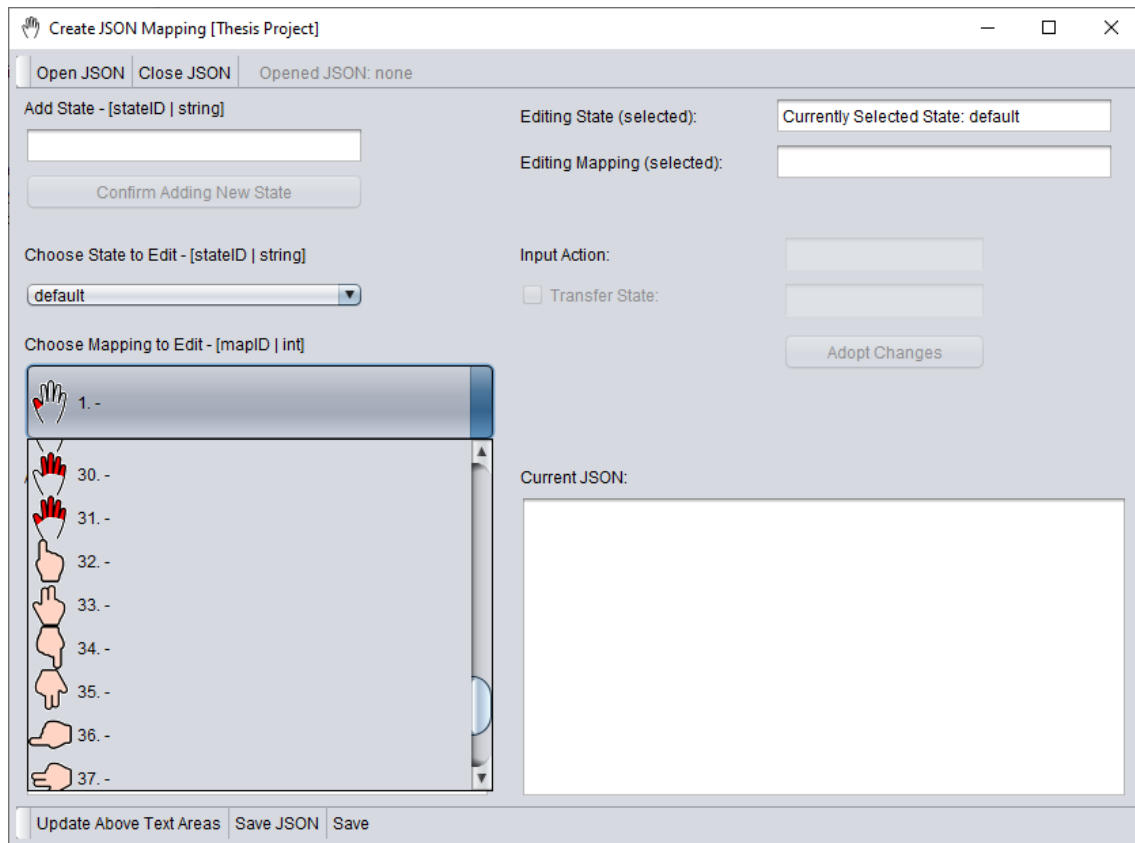 Create JSON Mapping [Thesis Project]
Open JSON Close JSON Opened JSON: none
Add State - [stateID | string]
Confirm Adding New State
Choose State to Edit - [stateID | string]
default
Choose Mapping to Edit - [mapID | int]
1. -
30. -
31. -
32. -
33. -
34. -
35. -
36. -
37. -
Editing State (selected): Currently Selected State: default
Editing Mapping (selected):
Input Action:
Transfer State:
Adopt Changes
Current JSON:
Update Above Text Areas Save JSON Save